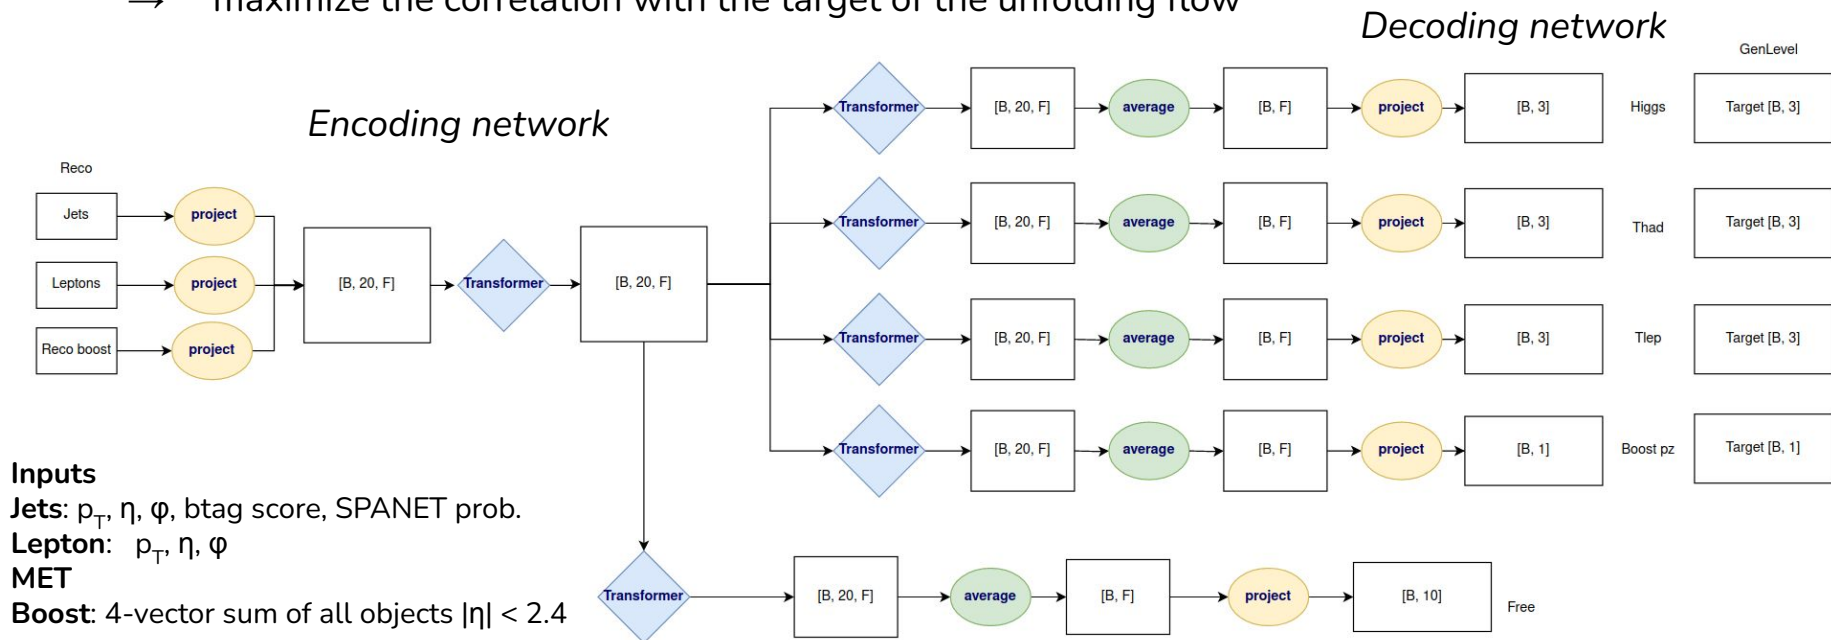 → maximize the correlation with the target of the unfolding flow
Decoding network
GenLevel
Encoding network
Reco
Jets
project
Leptons
project
Reco boost
project
[B, 20, F]
Transformer
[B, 20, F]
Transformer
[B, 20, F]
average
[B, F]
project
[B, 3]
Higgs
Target [B, 3]
Transformer
[B, 20, F]
average
[B, F]
project
[B, 3]
Thad
Target [B, 3]
Transformer
[B, 20, F]
average
[B, F]
project
[B, 3]
Tlep
Target [B, 3]
Transformer
[B, 20, F]
average
[B, F]
project
[B, 1]
Boost pz
Target [B, 1]
Transformer
[B, 20, F]
average
[B, F]
project
[B, 10]
Free
Inputs
Jets: p_T, η, φ, btag score, SPANET prob.
Lepton: p_T, η, φ
MET
Boost: 4-vector sum of all objects |η| < 2.4